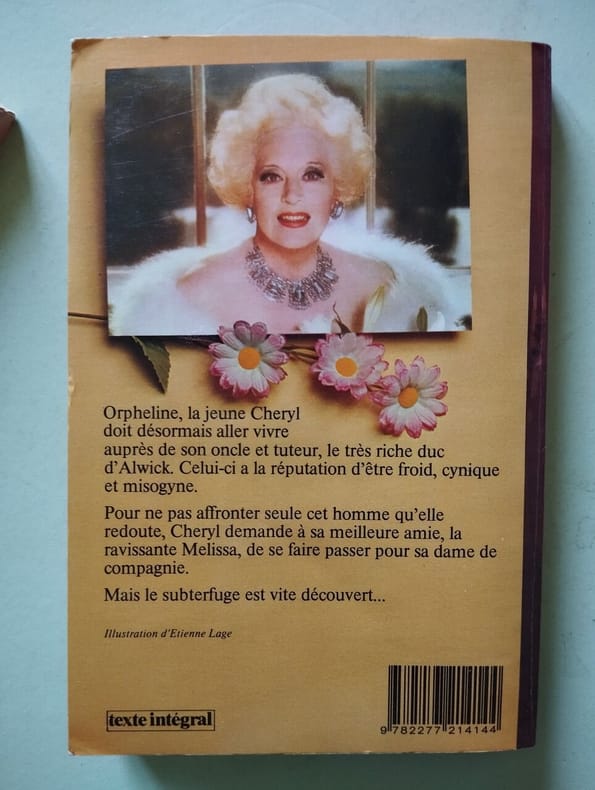 Orpheline, la jeune Cheryl
doit désormais aller vivre
auprès de son oncle et tuteur, le très riche duc
d'Alwick. Celui-ci a la réputation d'être froid, cynique
et misogyne.
Pour ne pas affronter seule cet homme qu'elle
redoute, Cheryl demande à sa meilleure amie, la
ravissante Melissa, de se faire passer pour sa dame de
compagnie.
Mais le subterfuge est vite découvert...
Illustration d'Etienne Lage
texte intégral
9 782277 214144